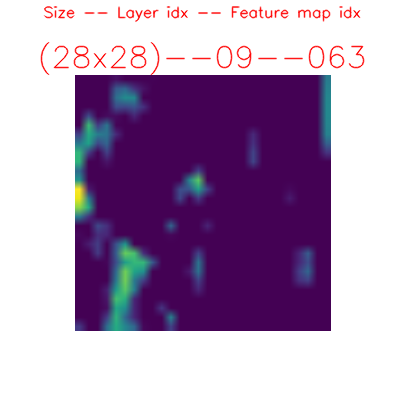 Size -- Layer idx -- Feature map idx
(28x28)--09--063